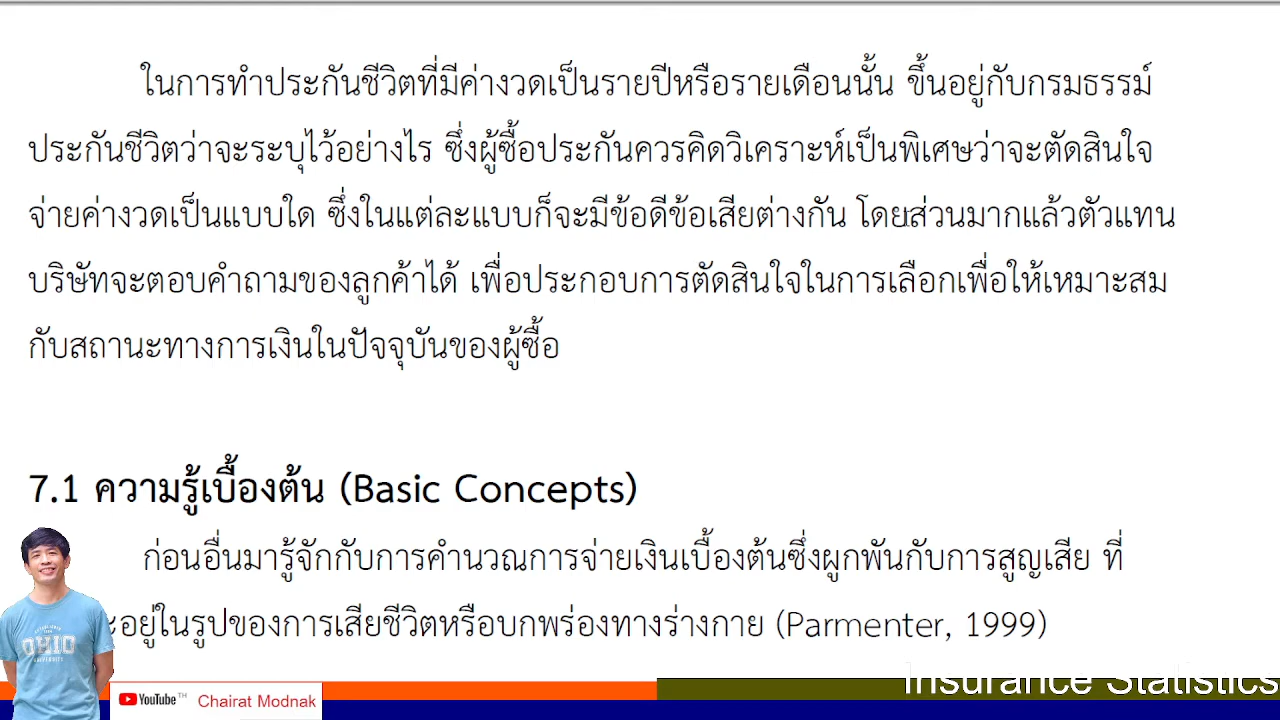 ในการทำประกันชีวิตที่มีค่างวดเป็นรายปีหรือรายเดือนนั้น ขึ้นอยู่กับกรมธรรม์
ประกันชีวิตว่าจะระบุไว้อย่างไร ซึ่งผู้ซื้อประกันควรคิดวิเคราะห์เป็นพิเศษว่าจะตัดสินใจ
จ่ายค่างวดเป็นแบบใด ซึ่งในแต่ละแบบก็จะมีข้อดีข้อเสียต่างกัน โดยส่วนมากแล้วตัวแทน
บริษัทจะตอบคำถามของลูกค้าได้ เพื่อประกอบการตัดสินใจในการเลือกเพื่อให้เหมาะสม
กับสถานะทางการเงินในปัจจุบันของผู้ซื้อ
7.1 ความรู้เบื้องต้น (Basic Concepts)
ก่อนอื่นมารู้จักกับการคำนวณการจ่ายเงินเบื้องต้นซึ่งผูกพันกับการสูญเสีย ที่
ะอยู่ในรูปของการเสียชีวิตหรือบกพร่องทางร่างกาย (Parmenter, 1999)
OHIO
UNIVERSITY
YouTube TH Chairat Modnak
Insurance Statistics